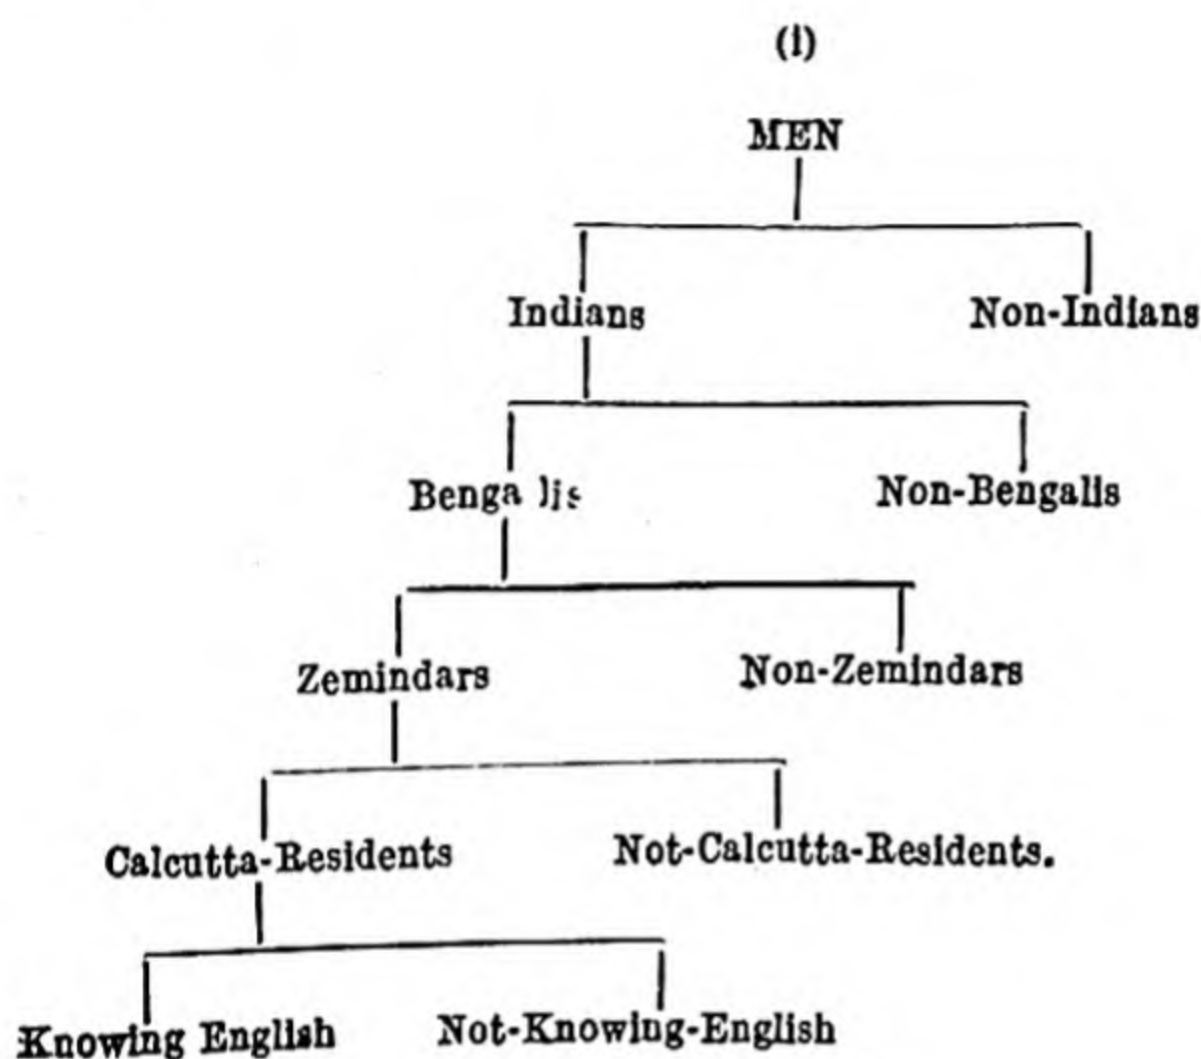 (i)
MEN
Indians Non-Indians
Bengalis Non-Bengalis
Zemindars Non-Zemindars
Calcutta-Residents Not-Calcutta-Residents.
Knowing English Not-Knowing-English